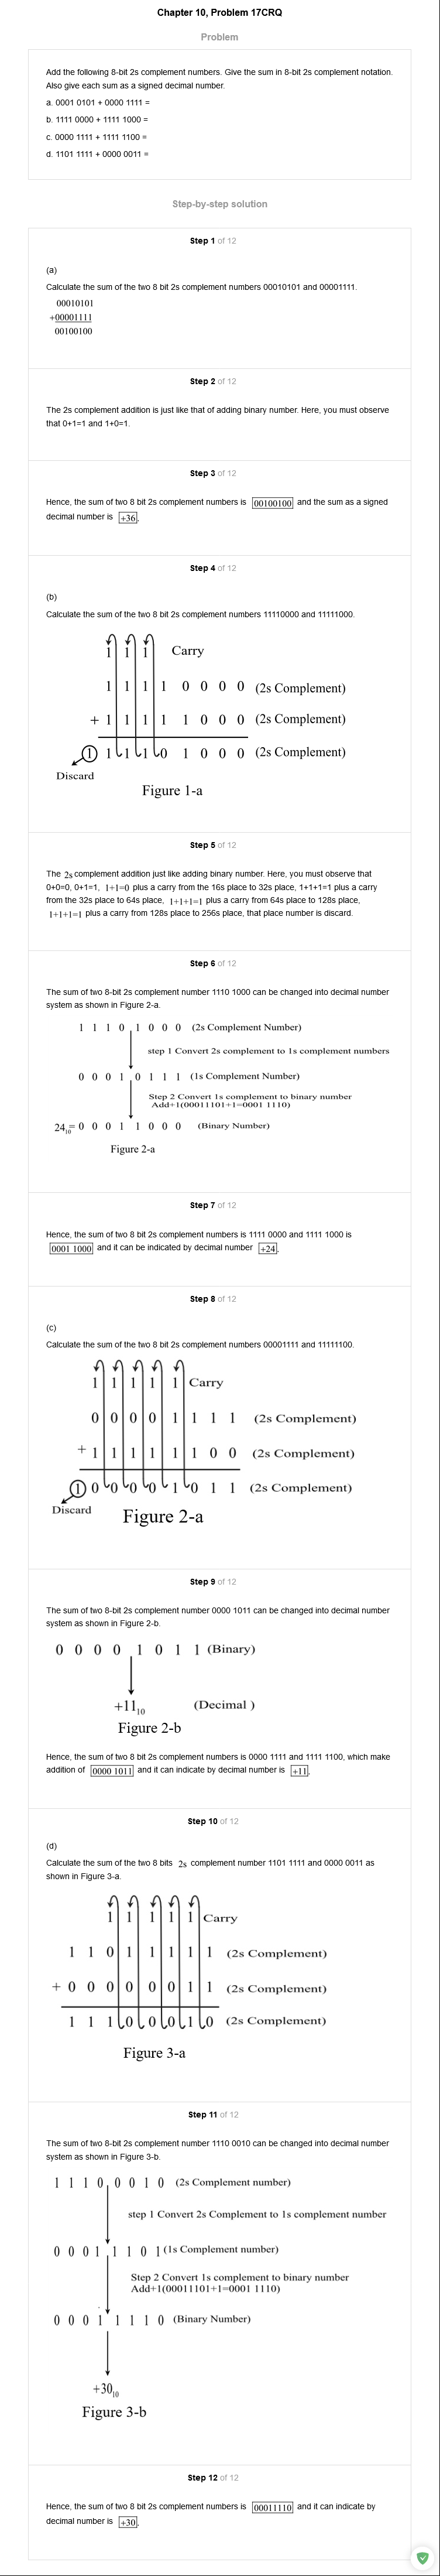 Chapter 10, Problem 17CRQ
Problem
Add the following 8-bit 2s complement numbers. Give the sum in 8-bit 2s complement notation.
Also give each sum as a signed decimal number.
a. 0001 0101 + 0000 1111 =
b. 1111 0000 + 1111 1000 =
c. 0000 1111 + 1111 1100 =
d. 1101 1111 + 0000 0011 =
Step-by-step solution
Step 1 of 12
(a)
Calculate the sum of the two 8 bit 2s complement numbers 00010101 and 00001111.
00010101
+00001111
00100100
Step 2 of 12
The 2s complement addition is just like that of adding binary number. Here, you must observe
that 0+1=1 and 1+0=1.
Step 3 of 12
Hence, the sum of two 8 bit 2s complement numbers is 00100100 and the sum as a signed
decimal number is +36.
Step 4 of 12
(b)
Calculate the sum of the two 8 bit 2s complement numbers 11110000 and 11111000.
1 1 1 Carry
1 1 1 1 0 0 0 0 (2s Complement)
+ 1 1 1 1 1 0 0 0 (2s Complement)
1 1 1 1 0 1 0 0 0 (2s Complement)
Discard
Figure 1-a
Step 5 of 12
The 2s complement addition just like adding binary number. Here, you must observe that
0+0=0, 0+1=1, 1+1=0 plus a carry from the 16s place to 32s place, 1+1+1=1 plus a carry
from the 32s place to 64s place, 1+1+1=1 plus a carry from 64s place to 128s place,
1+1+1=1 plus a carry from 128s place to 256s place, that place number is discard.
Step 6 of 12
The sum of two 8-bit 2s complement number 1110 1000 can be changed into decimal number
system as shown in Figure 2-a.
1 1 1 0 1 0 0 0 (2s Complement Number)
step 1 Convert 2s complement to 1s complement numbers
0 0 0 1 0 1 1 1 (1s Complement Number)
Step 2 Convert 1s complement to binary number
Add+1(00011101+1=0001 1110)
24₁₀= 0 0 0 1 1 0 0 0 (Binary Number)
Figure 2-a
Step 7 of 12
Hence, the sum of two 8 bit 2s complement numbers is 1111 0000 and 1111 1000 is
0001 1000 and it can be indicated by decimal number +24.
Step 8 of 12
(c)
Calculate the sum of the two 8 bit 2s complement numbers 00001111 and 11111100.
1 1 1 1 1 Carry
0 0 0 0 1 1 1 1 (2s Complement)
+ 1 1 1 1 1 1 0 0 (2s Complement)
1 0 0 0 0 1 0 1 1 (2s Complement)
Discard
Figure 2-a
Step 9 of 12
The sum of two 8-bit 2s complement number 0000 1011 can be changed into decimal number
system as shown in Figure 2-b.
0 0 0 0 1 0 1 1 (Binary)
+11₁₀ (Decimal )
Figure 2-b
Hence, the sum of two 8 bit 2s complement numbers is 0000 1111 and 1111 1100, which make
addition of 0000 1011 and it can indicate by decimal number is +11.
Step 10 of 12
(d)
Calculate the sum of the two 8 bits 2s complement number 1101 1111 and 0000 0011 as
shown in Figure 3-a.
1 1 1 1 1 Carry
1 1 0 1 1 1 1 1 (2s Complement)
+ 0 0 0 0 0 0 1 1 (2s Complement)
1 1 1 0 0 0 1 0 (2s Complement)
Figure 3-a
Step 11 of 12
The sum of two 8-bit 2s complement number 1110 0010 can be changed into decimal number
system as shown in Figure 3-b.
1 1 1 0 0 0 1 0 (2s Complement number)
step 1 Convert 2s Complement to 1s complement number
0 0 0 1 1 1 0 1 (1s Complement number)
Step 2 Convert 1s complement to binary number
Add+1(00011101+1=0001 1110)
0 0 0 1 1 1 1 0 (Binary Number)
+30₁₀
Figure 3-b
Step 12 of 12
Hence, the sum of two 8 bit 2s complement numbers is 00011110 and it can indicate by
decimal number is +30.